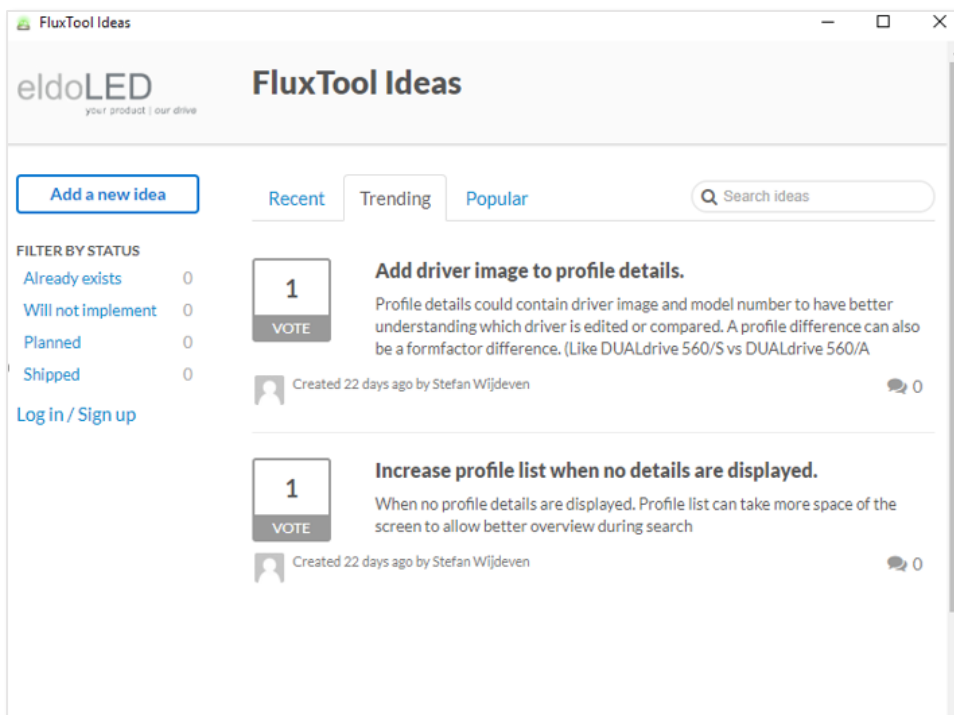 FluxTool Ideas
eldoLED
your product | our drive
FluxTool Ideas
Add a new idea
FILTER BY STATUS
Already exists 0
Will not implement 0
Planned 0
Shipped 0
Log in / Sign up
Recent Trending Popular Search ideas
1
VOTE
Add driver image to profile details.
Profile details could contain driver image and model number to have better
understanding which driver is edited or compared. A profile difference can also
be a formfactor difference. (Like DUALdrive 560/S vs DUALdrive 560/A
Created 22 days ago by Stefan Wijdeven 0
1
VOTE
Increase profile list when no details are displayed.
When no profile details are displayed. Profile list can take more space of the
screen to allow better overview during search
Created 22 days ago by Stefan Wijdeven 0